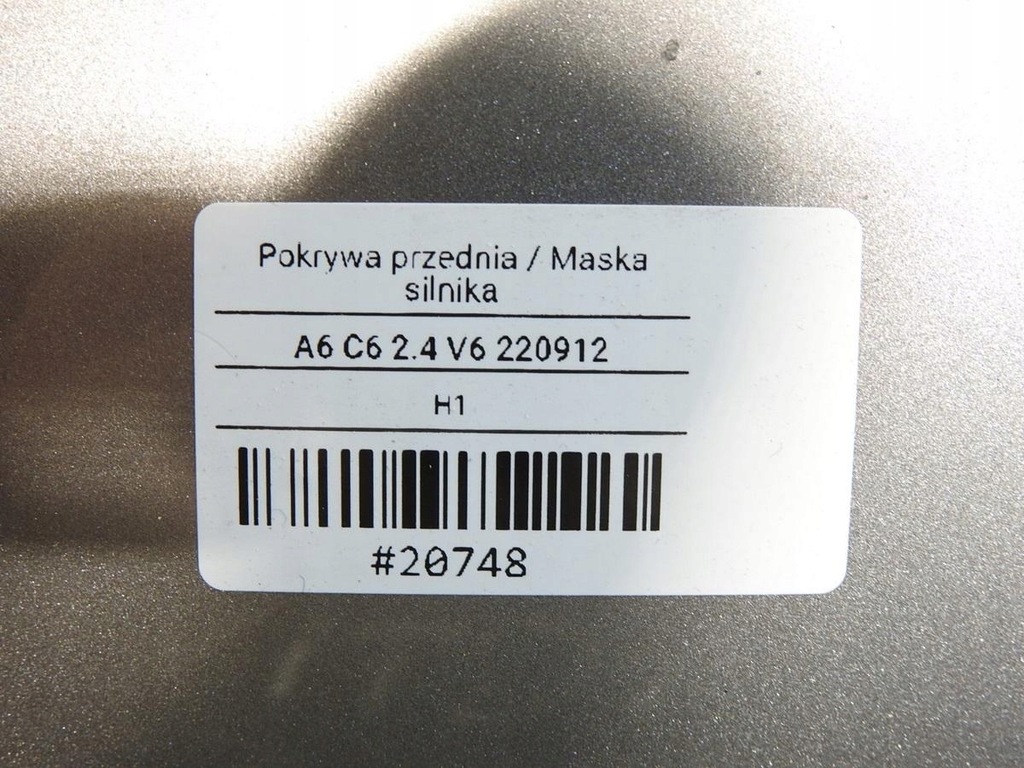 Pokrywa przednia / Maska
silnika
A6 C6 2.4 V6 220912
H1
#20748